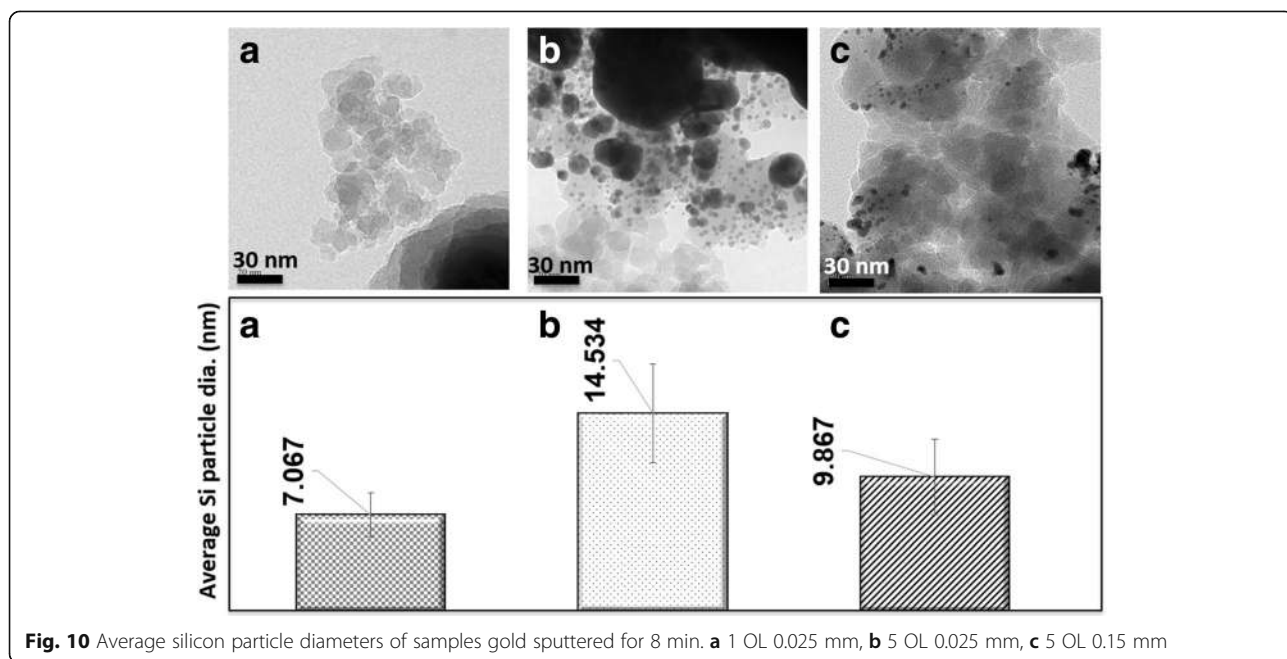 a
b
c
30 nm
30 nm
30 nm
Average Si particle dia. (nm)
a
b
c
7.067
14.534
9.867
Fig. 10 Average silicon particle diameters of samples gold sputtered for 8 min. a 1 OL 0.025 mm, b 5 OL 0.025 mm, c 5 OL 0.15 mm